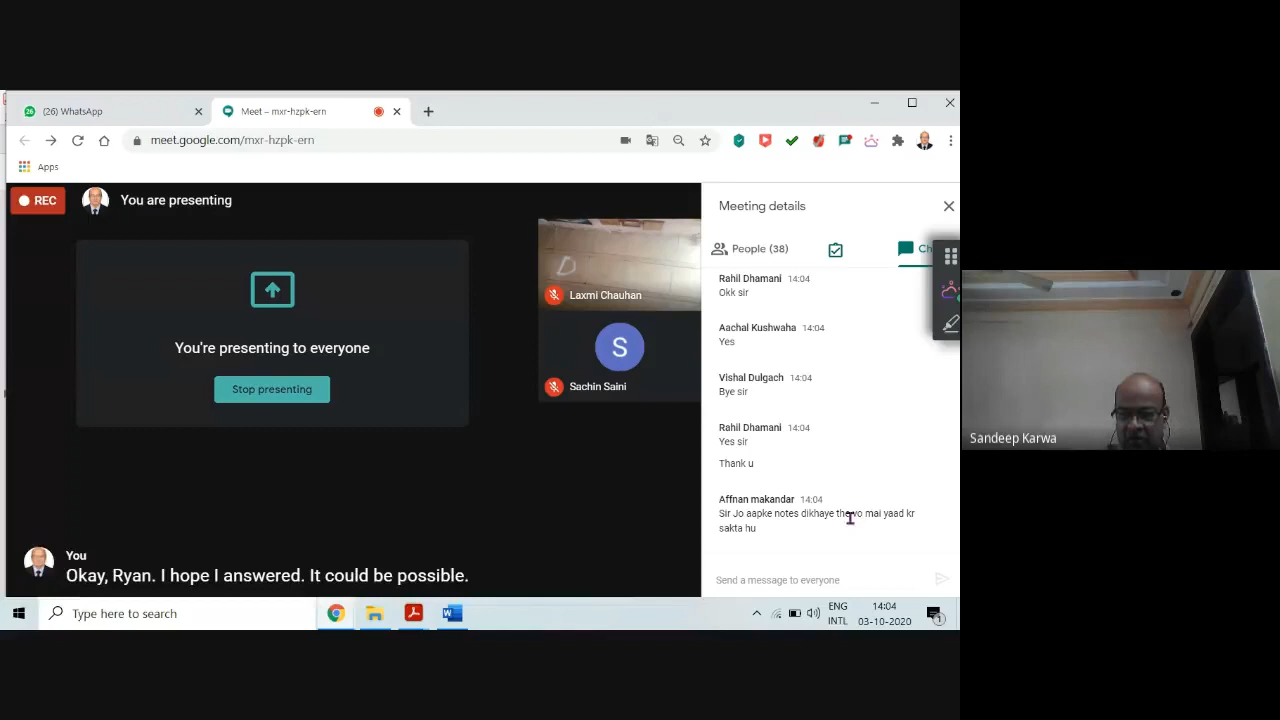 (26) WhatsApp
Meet – mxr-hzpk-ern
meet.google.com/mxr-hzpk-ern
Apps
REC
You are presenting
You're presenting to everyone
Stop presenting
D
Laxmi Chauhan
S
Sachin Saini
Meeting details
People (38)
Ch
Rahil Dhamani 14:04
Okk sir
Aachal Kushwaha 14:04
Yes
Vishal Dulgach 14:04
Bye sir
Rahil Dhamani 14:04
Yes sir
Thank u
Affnan makandar 14:04
Sir Jo aapke notes dikhaye the vo mai yaad kr
sakta hu
Send a message to everyone
You
Okay, Ryan. I hope I answered. It could be possible.
Type here to search
ENG
INTL
14:04
03-10-2020
Sandeep Karwa